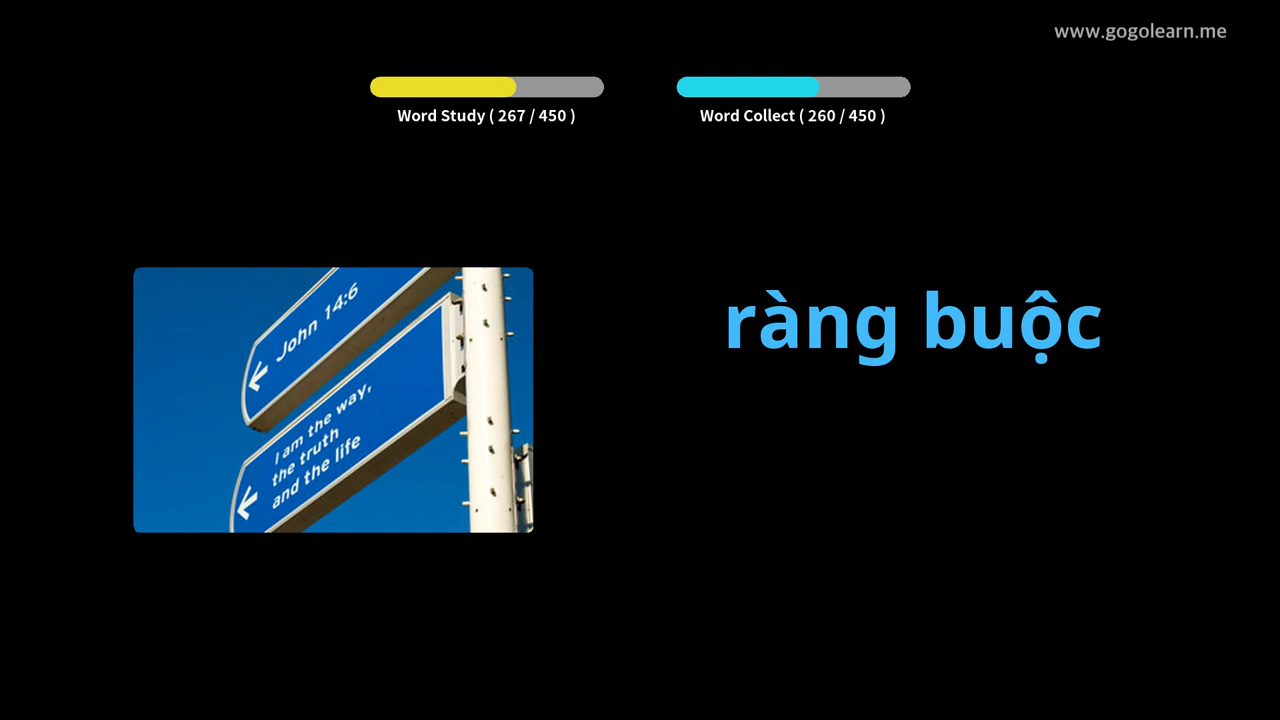 www.gogolearn.me
Word Study ( 267 / 450 )
Word Collect ( 260 / 450 )
ràng buộc
John 14:6
I am the way,
the truth
and the life